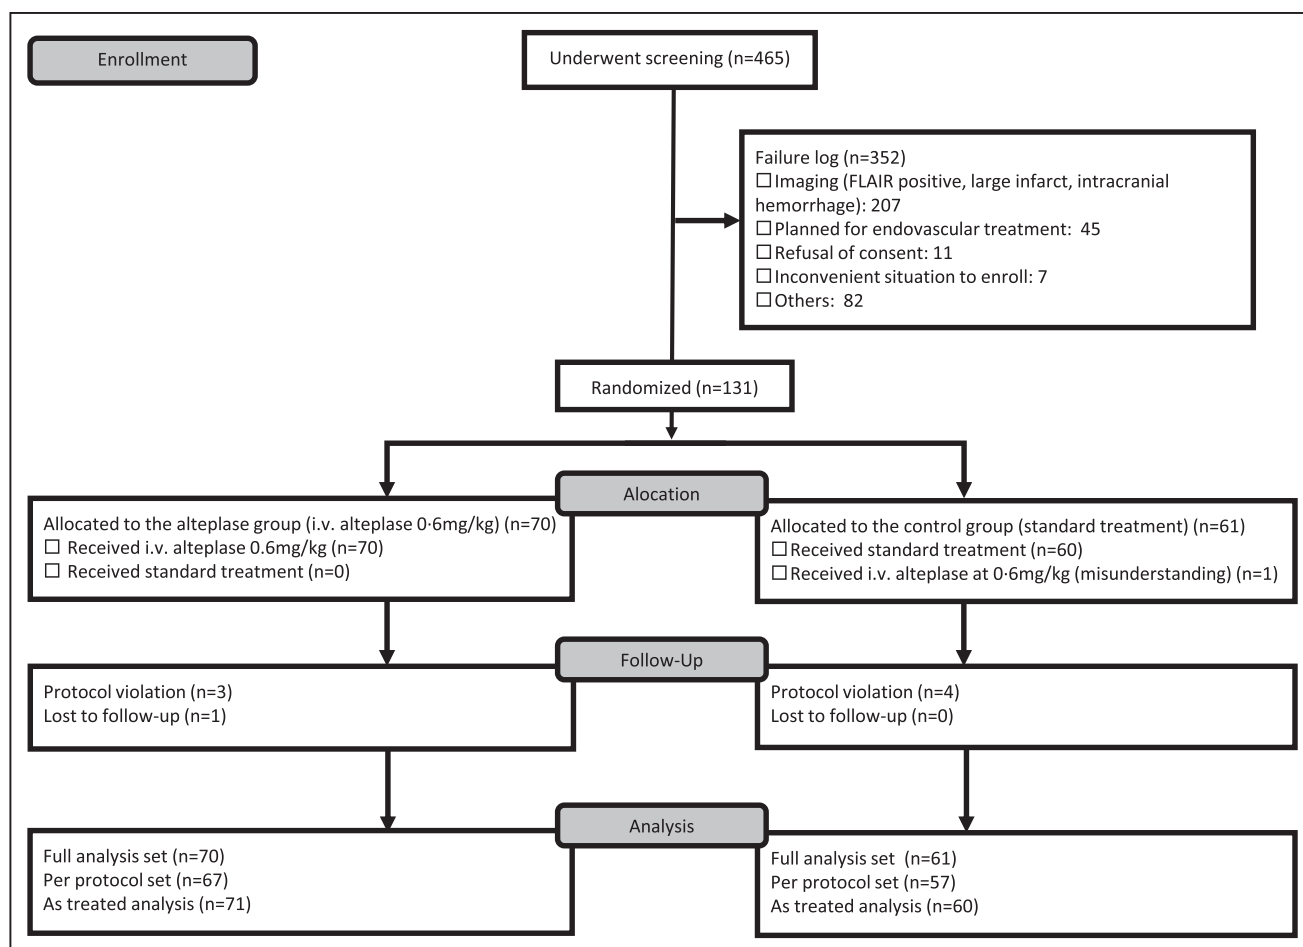 Enrollment
Underwent screening (n=465)
Failure log (n=352)
☐ Imaging (FLAIR positive, large infarct, intracranial
hemorrhage): 207
☐ Planned for endovascular treatment:  45
☐ Refusal of consent: 11
☐ Inconvenient situation to enroll: 7
☐ Others:  82
Randomized (n=131)
Alocation
Allocated to the alteplase group (i.v. alteplase 0·6mg/kg) (n=70)
☐ Received i.v. alteplase 0.6mg/kg (n=70)
☐ Received standard treatment (n=0)
Allocated to the control group (standard treatment) (n=61)
☐ Received standard treatment (n=60)
☐ Received i.v. alteplase at 0·6mg/kg (misunderstanding) (n=1)
Follow-Up
Protocol violation (n=3)
Lost to follow-up (n=1)
Protocol violation (n=4)
Lost to follow-up (n=0)
Analysis
Full analysis set (n=70)
Per protocol set (n=67)
As treated analysis (n=71)
Full analysis set  (n=61)
Per protocol set (n=57)
As treated analysis (n=60)